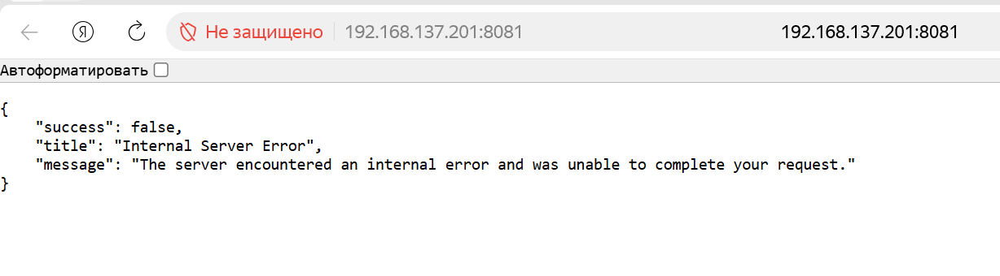 Я Не защищено 192.168.137.201:8081 192.168.137.201:8081
Автоформатировать
{
    "success": false,
    "title": "Internal Server Error",
    "message": "The server encountered an internal error and was unable to complete your request."
}